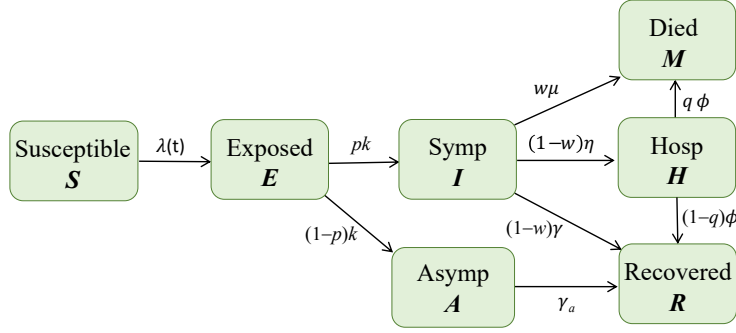 Died
M
wμ
q ϕ
Susceptible
S
λ(t)
Exposed
E
pk
Symp
I
(1−w)η
Hosp
H
(1−p)k
(1−w)γ
(1−q)ϕ
Asymp
A
γₐ
Recovered
R